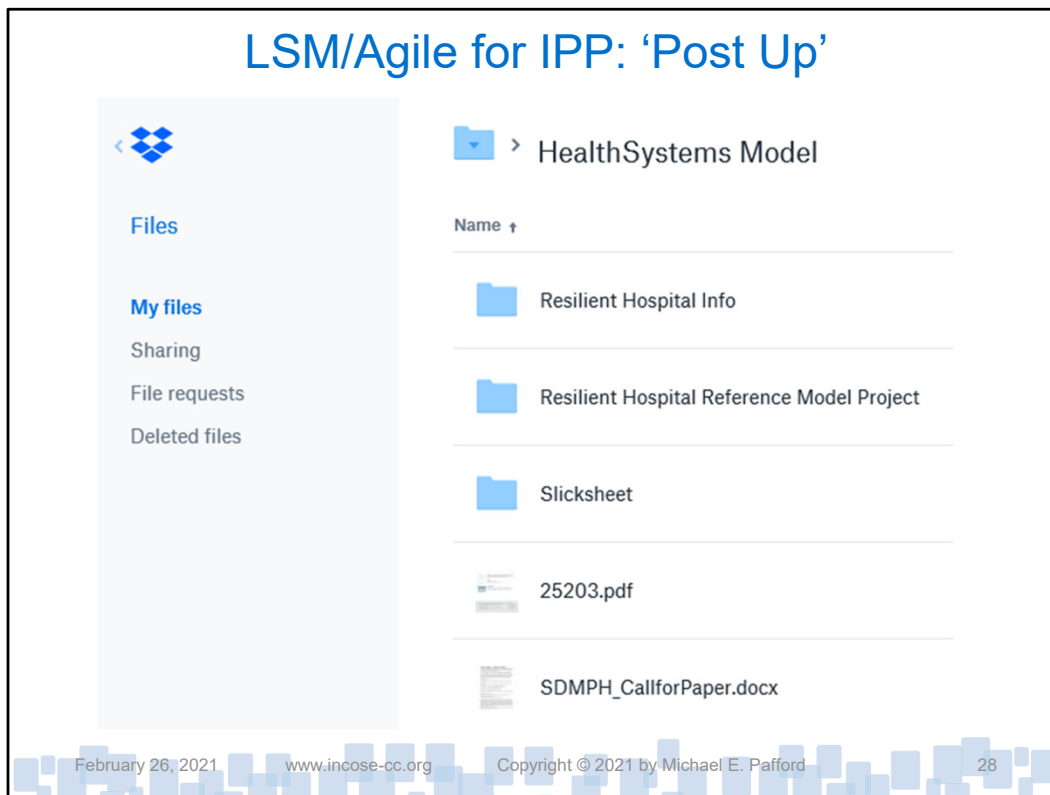 LSM/Agile for IPP: ‘Post Up’
Files
My files
Sharing
File requests
Deleted files
HealthSystems Model
Name ↑
Resilient Hospital Info
Resilient Hospital Reference Model Project
Slicksheet
25203.pdf
SDMPH_CallforPaper.docx
February 26, 2021 www.incose-cc.org Copyright © 2021 by Michael E. Pafford 28